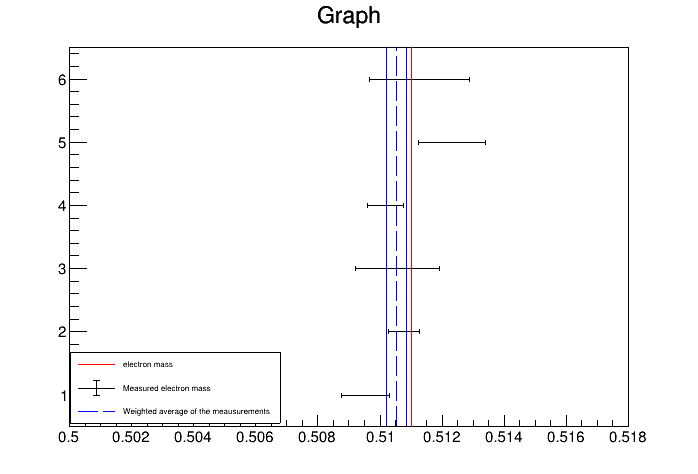 Graph
6
5
4
3
2
1
electron mass
Measured electron mass
Weighted average of the meausurements
0.5 0.502 0.504 0.506 0.508 0.51 0.512 0.514 0.516 0.518